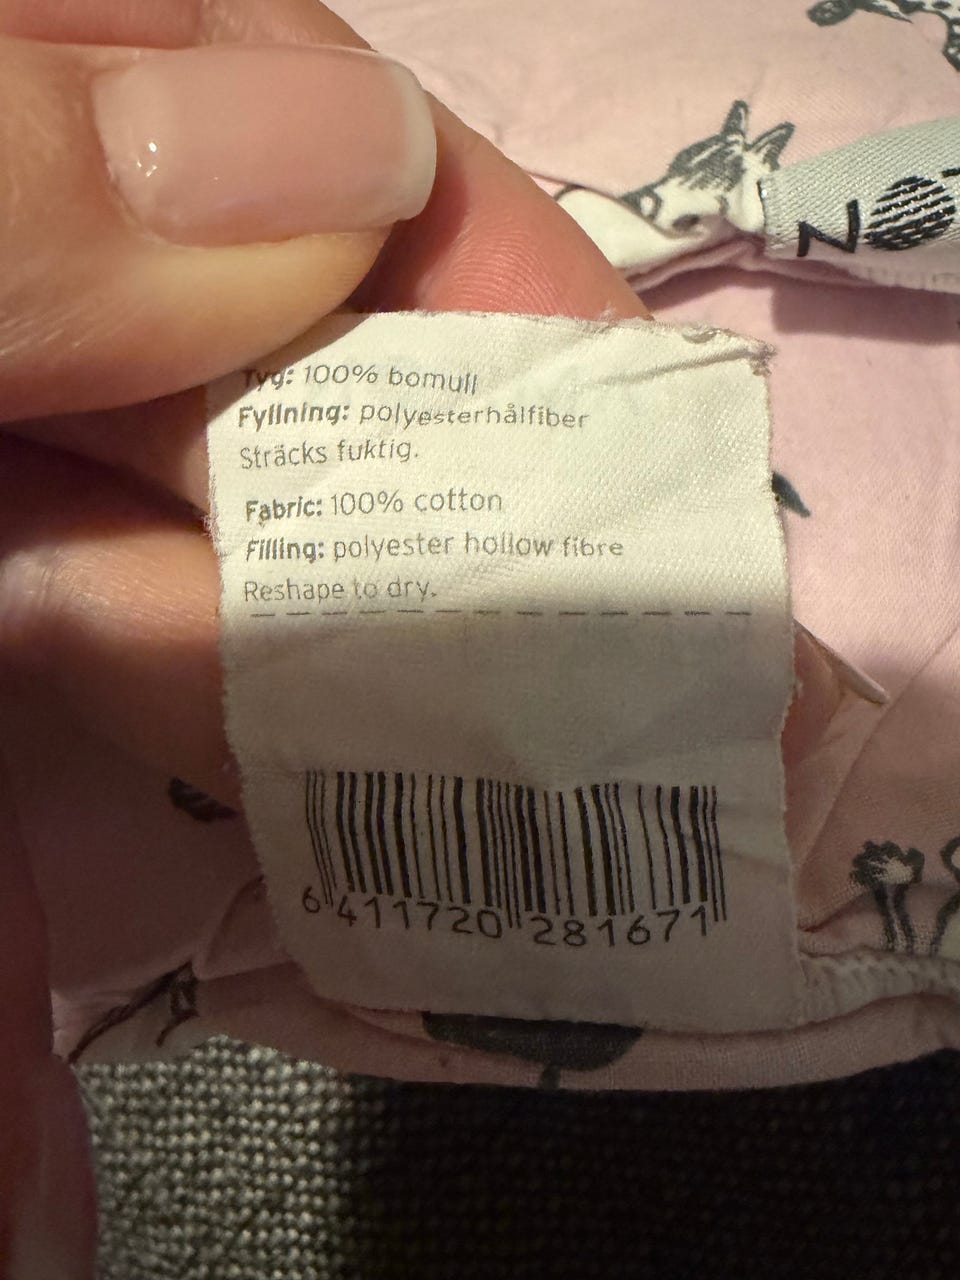 NO
Tyg: 100% bomull
Fyllning: polyesterhålfiber
Sträcks fuktig.
Fabric: 100% cotton
Filling: polyester hollow fibre
Reshape to dry.
6 411720 281671